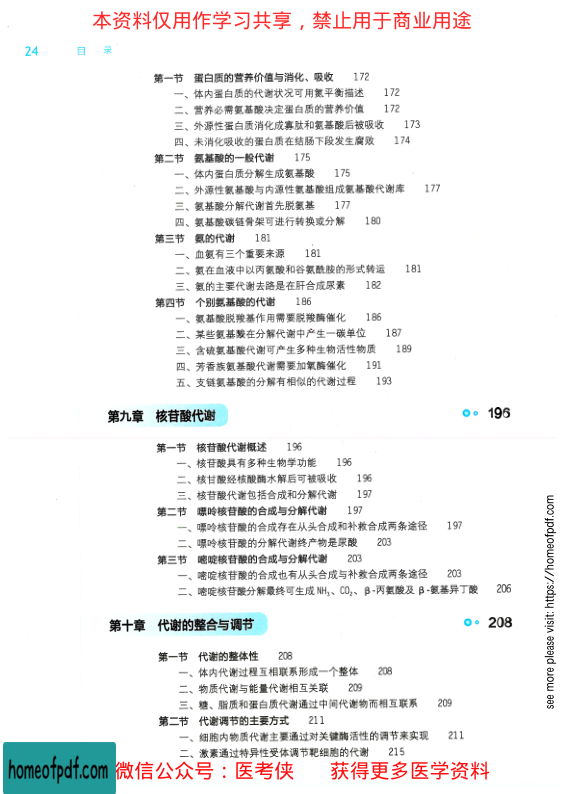 本资料仅用作学习共享，禁止用于商业用途
24 目 录
第一节 蛋白质的营养价值与消化、吸收 172
一、体内蛋白质的代谢状况可用氮平衡描述 172
二、营养必需氨基酸决定蛋白质的营养价值 172
三、外源性蛋白质消化成寡肽和氨基酸后被吸收 173
四、未消化吸收的蛋白质在结肠下段发生腐败 174
第二节 氨基酸的一般代谢 175
一、体内蛋白质分解生成氨基酸 175
二、外源性氨基酸与内源性氨基酸组成氨基酸代谢库 177
三、氨基酸分解代谢首先脱氨基 177
四、氨基酸碳链骨架可进行转换或分解 180
第三节 氨的代谢 181
一、血氨有三个重要来源 181
二、氨在血液中以丙氨酸和谷氨酰胺的形式转运 181
三、氨的主要代谢去路是在肝合成尿素 182
第四节 个别氨基酸的代谢 186
一、氨基酸脱羧基作用需要脱羧酶催化 186
二、某些氨基酸在分解代谢中产生一碳单位 187
三、含硫氨基酸代谢可产生多种生物活性物质 189
四、芳香族氨基酸代谢需要加氧酶催化 191
五、支链氨基酸的分解有相似的代谢过程 193
第九章 核苷酸代谢 196
第一节 核苷酸代谢概述 196
一、核苷酸具有多种生物学功能 196
二、核苷酸经核酸酶水解后可被吸收 196
三、核苷酸代谢包括合成和分解代谢 197
第二节 嘌呤核苷酸的合成与分解代谢 197
一、嘌呤核苷酸的合成存在从头合成和补救合成两条途径 197
二、嘌呤核苷酸的分解代谢终产物是尿酸 203
第三节 嘧啶核苷酸的合成与分解代谢 203
一、嘧啶核苷酸的合成也有从头合成与补救合成两条途径 203
二、嘧啶核苷酸分解最终可生成 NH₃、CO₂、β-丙氨酸及 β-氨基异丁酸 206
第十章 代谢的整合与调节 208
第一节 代谢的整体性 208
一、体内代谢过程互相联系形成一个整体 208
二、物质代谢与能量代谢相互关联 209
三、糖、脂质和蛋白质代谢通过中间代谢物而相互联系 209
第二节 代谢调节的主要方式 211
一、细胞内物质代谢主要通过对关键酶活性的调节来实现 211
二、激素通过特异性受体调节靶细胞的代谢 215
see more please visit: https://homeofpdf.com
homeofpdf.com
微信公众号：医考侠 获得更多医学资料